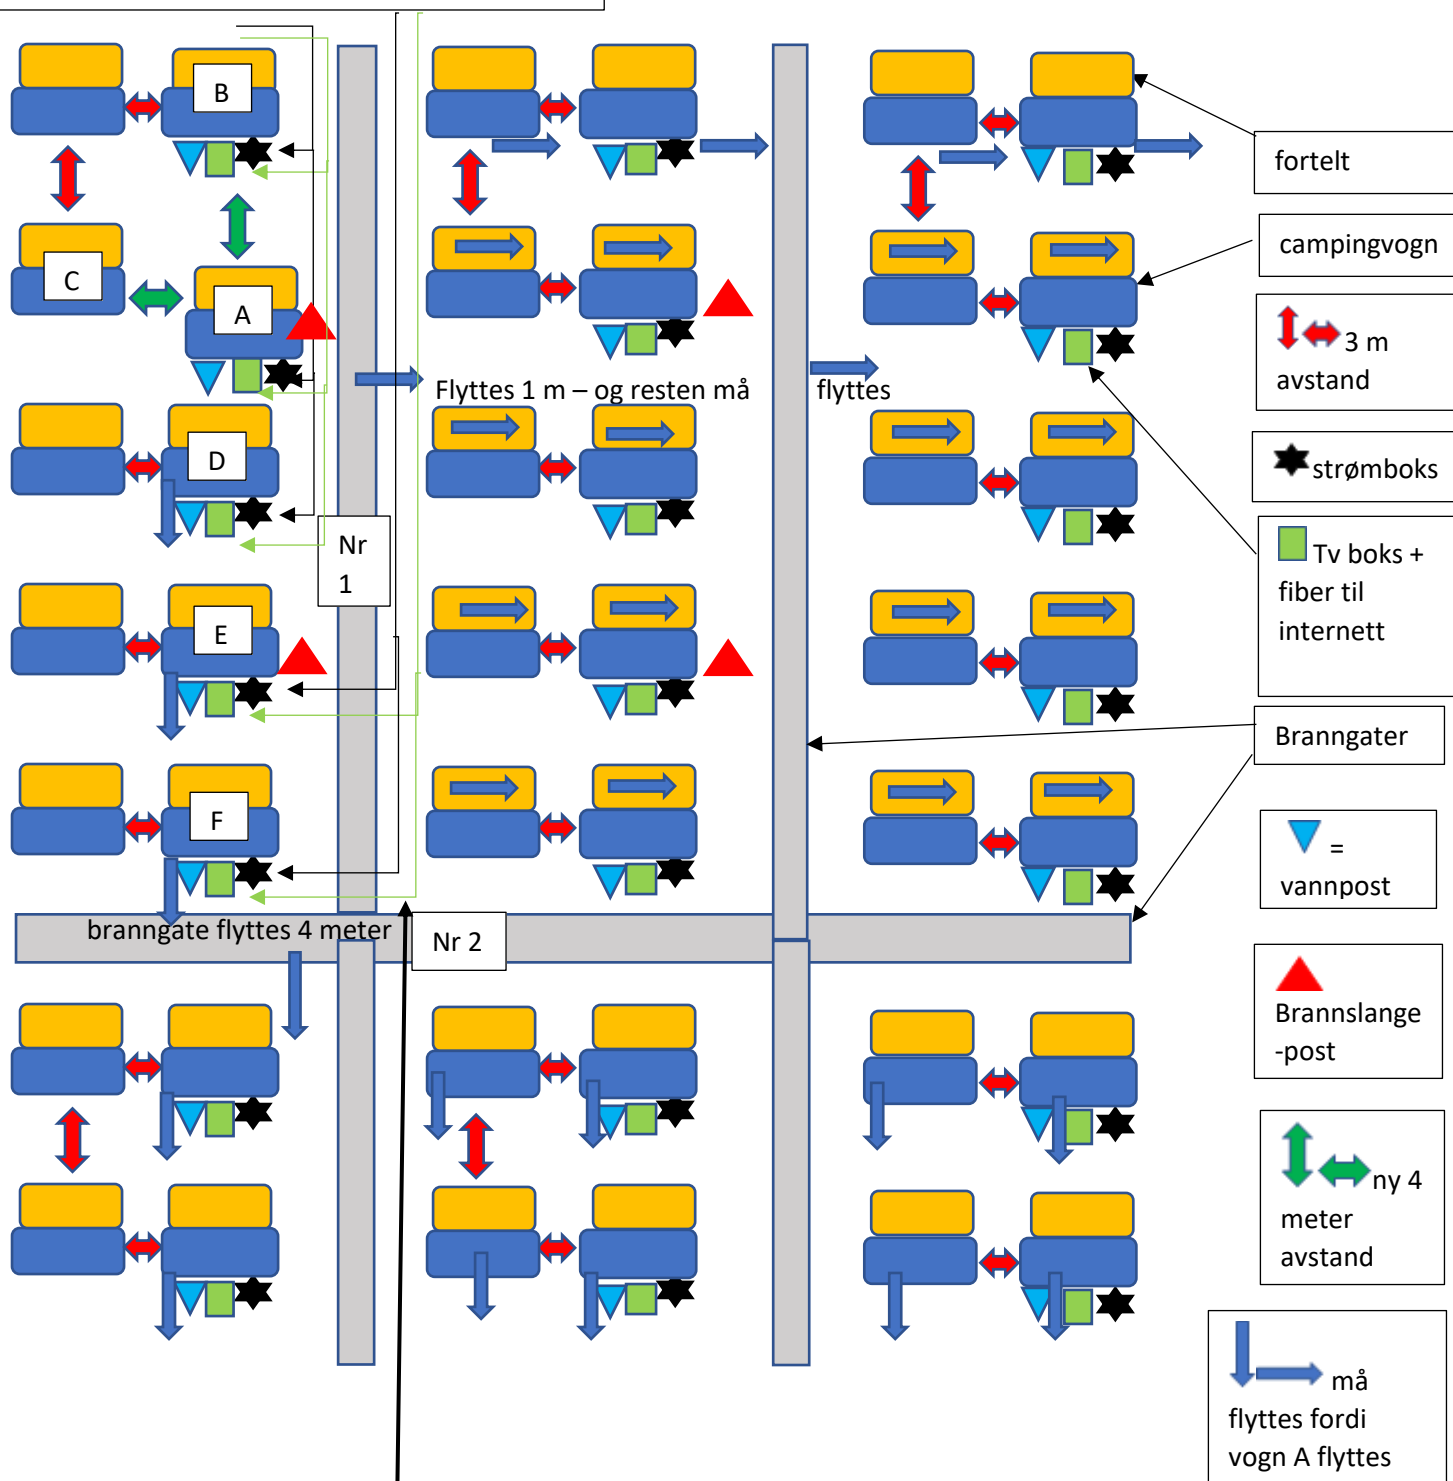 B
C
A
D
E
F
Nr
1
Flyttes 1 m – og resten må
flyttes
branngate flyttes 4 meter
Nr 2
fortelt
campingvogn
3 m
avstand
strømboks
Tv boks +
fiber til
internett
Branngater
=
vannpost
Brannslange
-post
ny 4
meter
avstand
må
flyttes fordi
vogn A flyttes